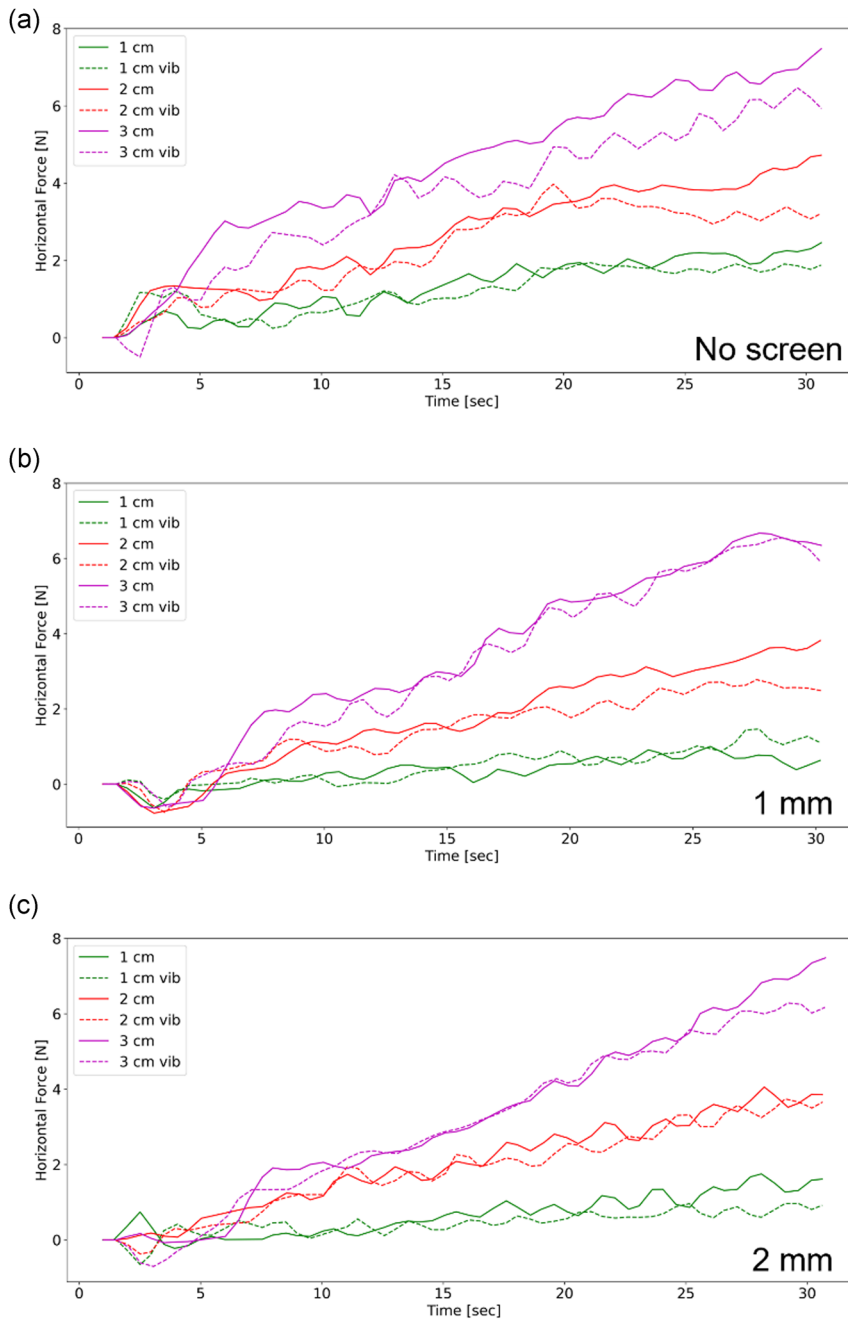 (a)
8
6
4
2
0
Horizontal Force [N]
1 cm
1 cm vib
2 cm
2 cm vib
3 cm
3 cm vib
No screen
0 5 10 15 20 25 30
Time [sec]
(b)
8
6
4
2
0
Horizontal Force [N]
1 cm
1 cm vib
2 cm
2 cm vib
3 cm
3 cm vib
1 mm
0 5 10 15 20 25 30
Time [sec]
(c)
8
6
4
2
0
Horizontal Force [N]
1 cm
1 cm vib
2 cm
2 cm vib
3 cm
3 cm vib
2 mm
0 5 10 15 20 25 30
Time [sec]